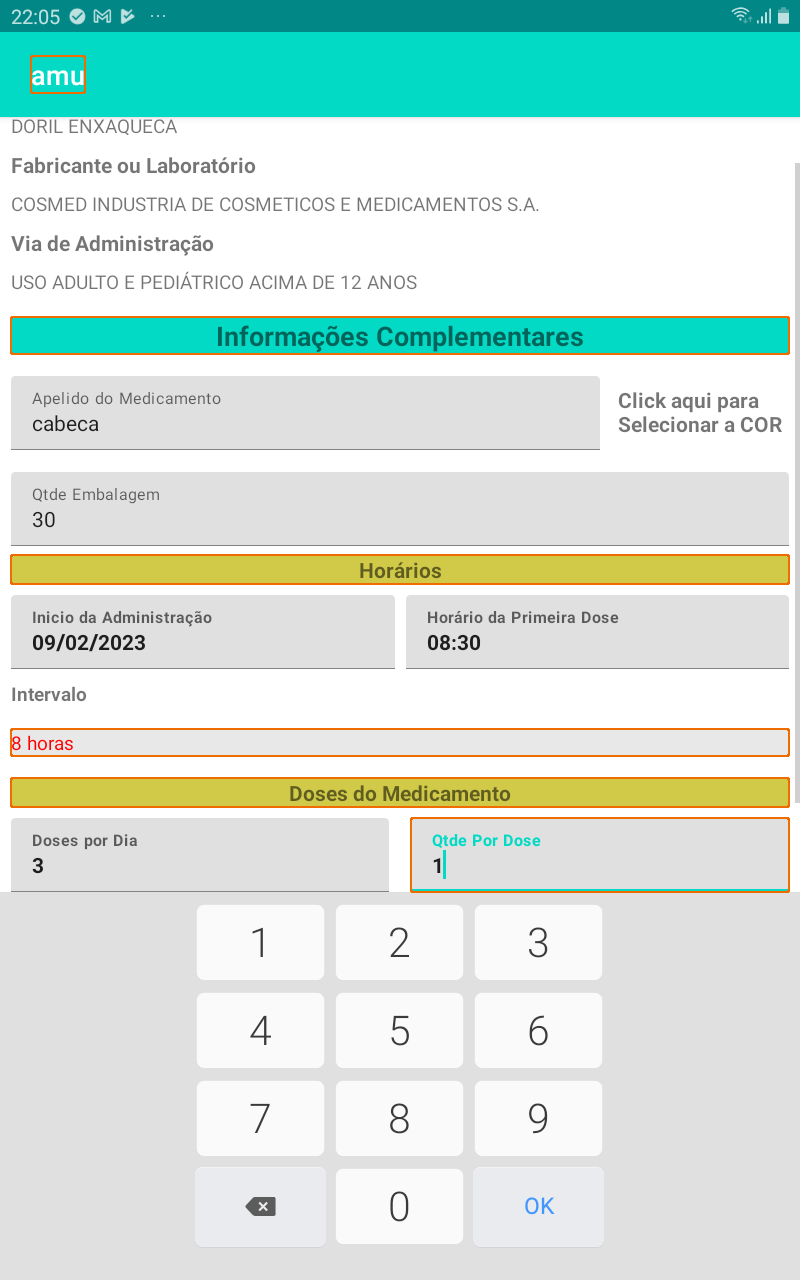 22:05
amu
DORIL ENXAQUECA
Fabricante ou Laboratório
COSMED INDUSTRIA DE COSMETICOS E MEDICAMENTOS S.A.
Via de Administração
USO ADULTO E PEDIÁTRICO ACIMA DE 12 ANOS
Informações Complementares
Apelido do Medicamento
cabeca
Click aqui para
Selecionar a COR
Qtde Embalagem
30
Horários
Inicio da Administração
09/02/2023
Horário da Primeira Dose
08:30
Intervalo
8 horas
Doses do Medicamento
Doses por Dia
3
Qtde Por Dose
1
1 2 3
4 5 6
7 8 9
0 OK